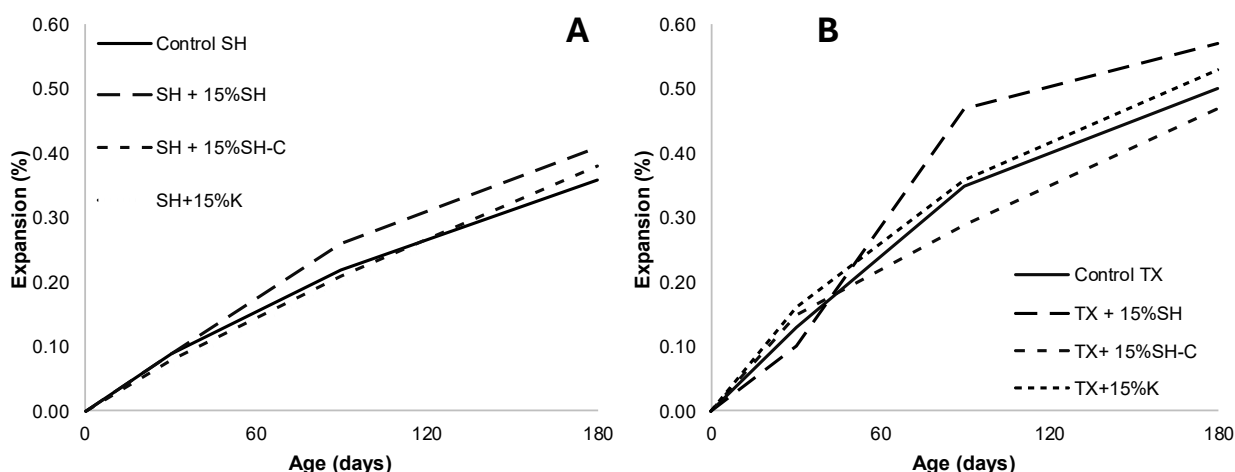 A
0.60
0.50
0.40
0.30
0.20
0.10
0.00
Expansion (%)
Control SH
SH + 15%SH
SH + 15%SH-C
SH+15%K
0
60
120
180
Age (days)
B
0.60
0.50
0.40
0.30
0.20
0.10
0.00
Expansion (%)
Control TX
TX + 15%SH
TX+ 15%SH-C
TX+15%K
0
60
120
180
Age (days)